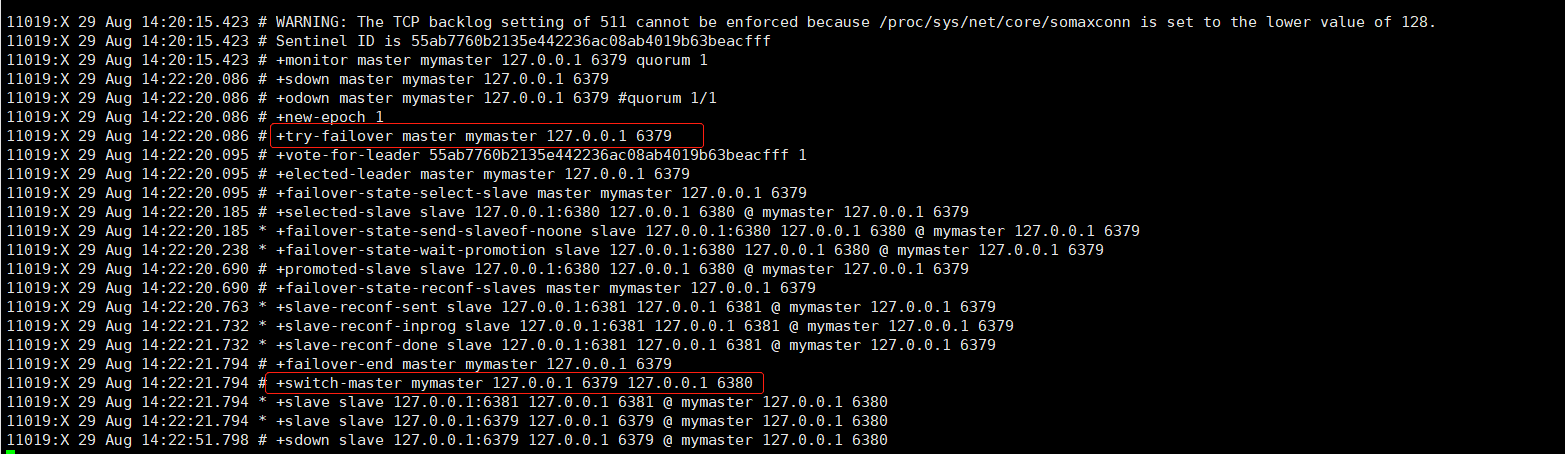 11019:X 29 Aug 14:20:15.423 # WARNING: The TCP backlog setting of 511 cannot be enforced because /proc/sys/net/core/somaxconn is set to the lower value of 128.
11019:X 29 Aug 14:20:15.423 # Sentinel ID is 55ab7760b2135e442236ac08ab4019b63beacfff
11019:X 29 Aug 14:20:15.423 # +monitor master mymaster 127.0.0.1 6379 quorum 1
11019:X 29 Aug 14:22:20.086 # +sdown master mymaster 127.0.0.1 6379
11019:X 29 Aug 14:22:20.086 # +odown master mymaster 127.0.0.1 6379 #quorum 1/1
11019:X 29 Aug 14:22:20.086 # +new-epoch 1
11019:X 29 Aug 14:22:20.086 # +try-failover master mymaster 127.0.0.1 6379
11019:X 29 Aug 14:22:20.095 # +vote-for-leader 55ab7760b2135e442236ac08ab4019b63beacfff 1
11019:X 29 Aug 14:22:20.095 # +elected-leader master mymaster 127.0.0.1 6379
11019:X 29 Aug 14:22:20.095 # +failover-state-select-slave master mymaster 127.0.0.1 6379
11019:X 29 Aug 14:22:20.185 # +selected-slave slave 127.0.0.1:6380 127.0.0.1 6380 @ mymaster 127.0.0.1 6379
11019:X 29 Aug 14:22:20.185 * +failover-state-send-slaveof-noone slave 127.0.0.1:6380 127.0.0.1 6380 @ mymaster 127.0.0.1 6379
11019:X 29 Aug 14:22:20.238 * +failover-state-wait-promotion slave 127.0.0.1:6380 127.0.0.1 6380 @ mymaster 127.0.0.1 6379
11019:X 29 Aug 14:22:20.690 # +promoted-slave slave 127.0.0.1:6380 127.0.0.1 6380 @ mymaster 127.0.0.1 6379
11019:X 29 Aug 14:22:20.690 # +failover-state-reconf-slaves master mymaster 127.0.0.1 6379
11019:X 29 Aug 14:22:20.763 * +slave-reconf-sent slave 127.0.0.1:6381 127.0.0.1 6381 @ mymaster 127.0.0.1 6379
11019:X 29 Aug 14:22:21.732 * +slave-reconf-inprog slave 127.0.0.1:6381 127.0.0.1 6381 @ mymaster 127.0.0.1 6379
11019:X 29 Aug 14:22:21.732 * +slave-reconf-done slave 127.0.0.1:6381 127.0.0.1 6381 @ mymaster 127.0.0.1 6379
11019:X 29 Aug 14:22:21.794 # +failover-end master mymaster 127.0.0.1 6379
11019:X 29 Aug 14:22:21.794 # +switch-master mymaster 127.0.0.1 6379 127.0.0.1 6380
11019:X 29 Aug 14:22:21.794 * +slave slave 127.0.0.1:6381 127.0.0.1 6381 @ mymaster 127.0.0.1 6380
11019:X 29 Aug 14:22:21.794 * +slave slave 127.0.0.1:6379 127.0.0.1 6379 @ mymaster 127.0.0.1 6380
11019:X 29 Aug 14:22:51.798 # +sdown slave 127.0.0.1:6379 127.0.0.1 6379 @ mymaster 127.0.0.1 6380